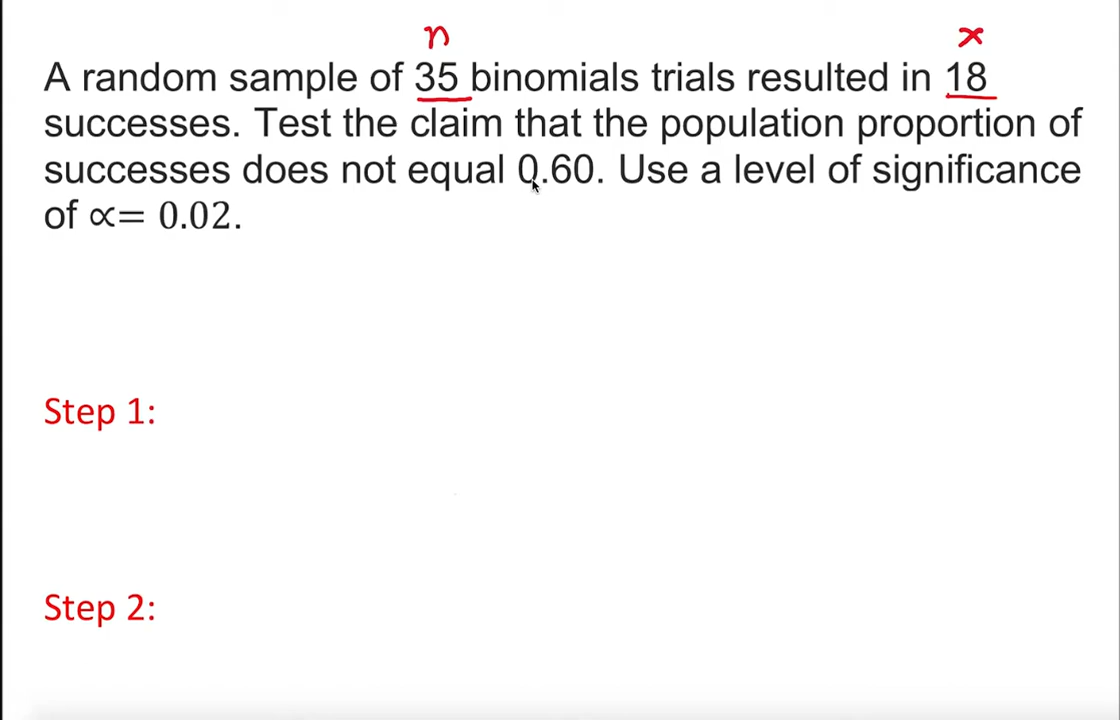 n x
A random sample of 35 binomials trials resulted in 18
successes. Test the claim that the population proportion of
successes does not equal 0.60. Use a level of significance
of ∝= 0.02.
Step 1:
Step 2: